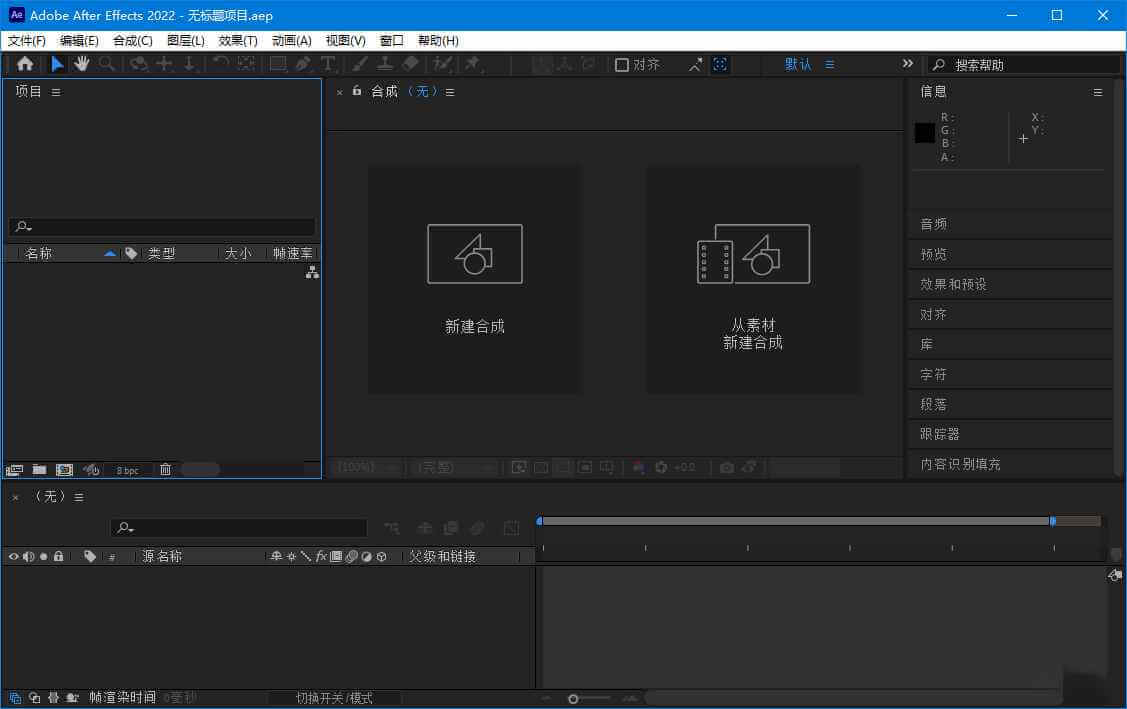 Ae Adobe After Effects 2022 - 无标题项目.aep
文件(F) 编辑(E) 合成(C) 图层(L) 效果(T) 动画(A) 视图(V) 窗口 帮助(H)
对齐 默认 搜索帮助
项目
合成 (无)
信息
R:
G:
B:
A:
X:
Y:
名称 类型 大小 帧速率
新建合成
从素材
新建合成
音频
预览
效果和预设
对齐
库
字符
段落
跟踪器
内容识别填充
8 bpc
(100%) (完整) +0.0
(无)
# 源名称 fx 父级和链接
帧渲染时间 0毫秒 切换开关/模式